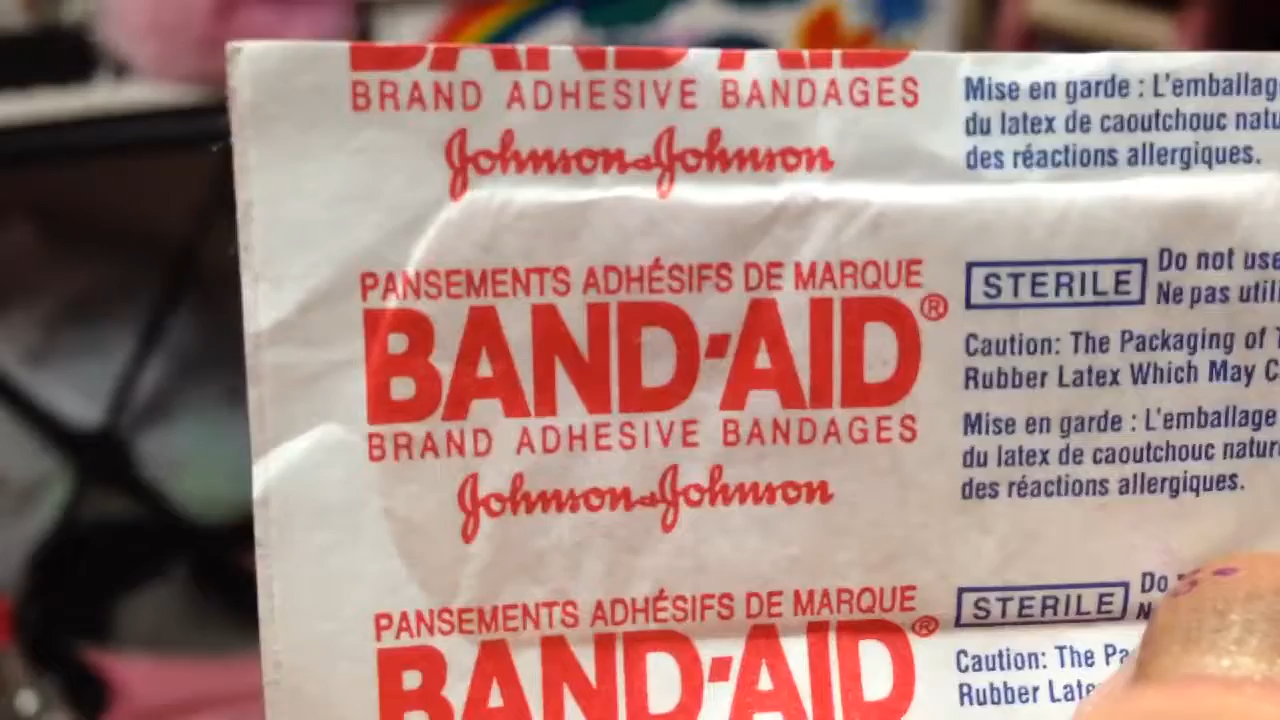 BAND-AID
BRAND ADHESIVE BANDAGES
Johnson & Johnson
Mise en garde : L'emballag
du latex de caoutchouc natu
des réactions allergiques.
PANSEMENTS ADHÉSIFS DE MARQUE
BAND-AID®
BRAND ADHESIVE BANDAGES
Johnson & Johnson
STERILE
Do not use
Ne pas utili
Caution: The Packaging of
Rubber Latex Which May C
Mise en garde : L'emballage
du latex de caoutchouc natur
des réactions allergiques.
PANSEMENTS ADHÉSIFS DE MARQUE
BAND-AID®
STERILE
Do
N
Caution: The Pa
Rubber Late